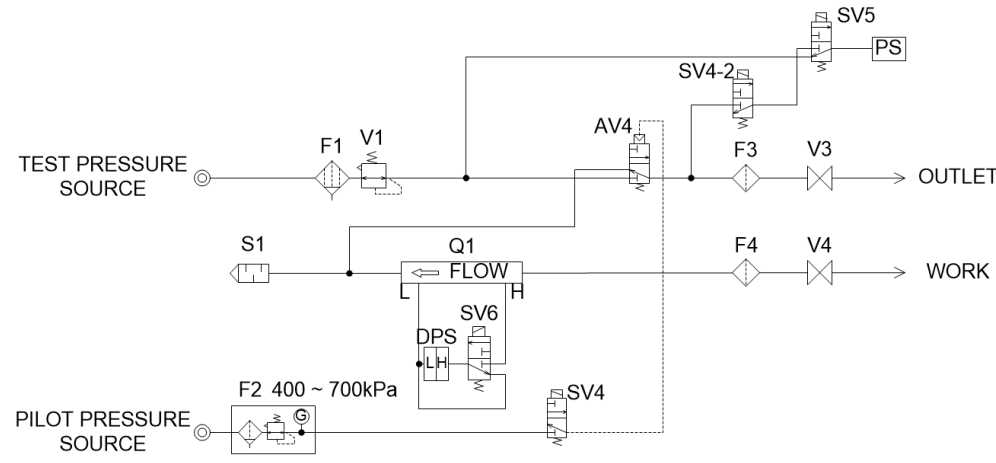 SV5
PS
SV4-2
AV4
F1
V1
F3
V3
TEST PRESSURE
SOURCE
OUTLET
S1
Q1
FLOW
L
H
F4
V4
WORK
SV6
DPS
L H
F2 400 ~ 700kPa
G
SV4
PILOT PRESSURE
SOURCE